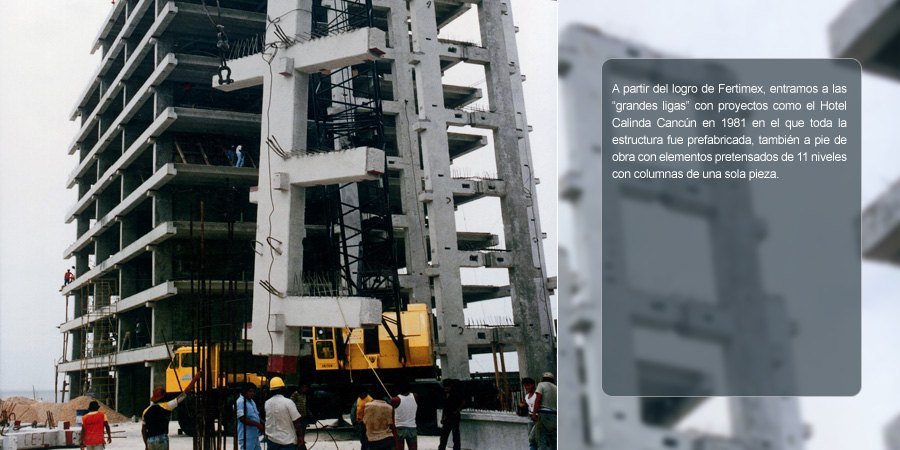 A partir del logro de Fertimex, entramos a las
“grandes ligas” con proyectos como el Hotel
Calinda Cancún en 1981 en el que toda la
estructura fue prefabricada, también a pie de
obra con elementos pretensados de 11 niveles
con columnas de una sola pieza.